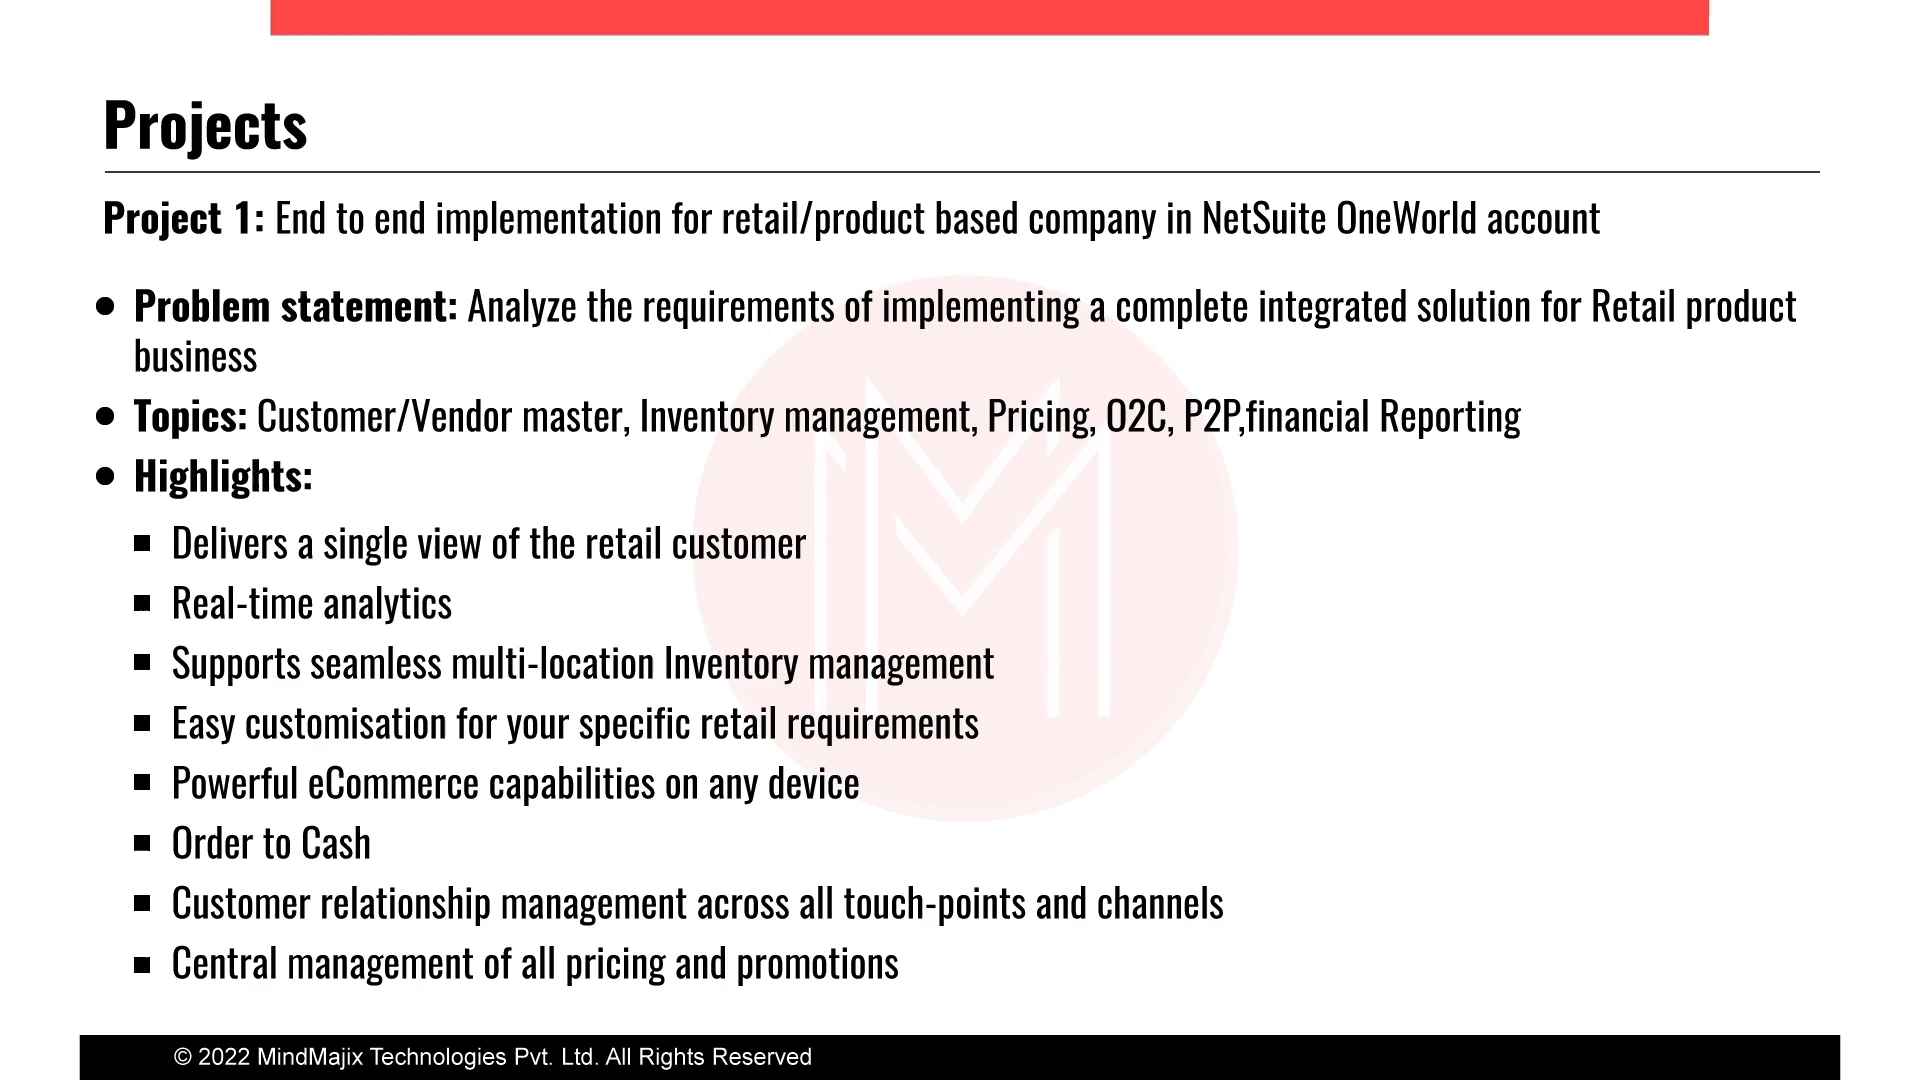 Projects
Project 1: End to end implementation for retail/product based company in NetSuite OneWorld account
● Problem statement: Analyze the requirements of implementing a complete integrated solution for Retail product
business
● Topics: Customer/Vendor master, Inventory management, Pricing, O2C, P2P,financial Reporting
● Highlights:
■ Delivers a single view of the retail customer
■ Real-time analytics
■ Supports seamless multi-location Inventory management
■ Easy customisation for your specific retail requirements
■ Powerful eCommerce capabilities on any device
■ Order to Cash
■ Customer relationship management across all touch-points and channels
■ Central management of all pricing and promotions
© 2022 MindMajix Technologies Pvt. Ltd. All Rights Reserved